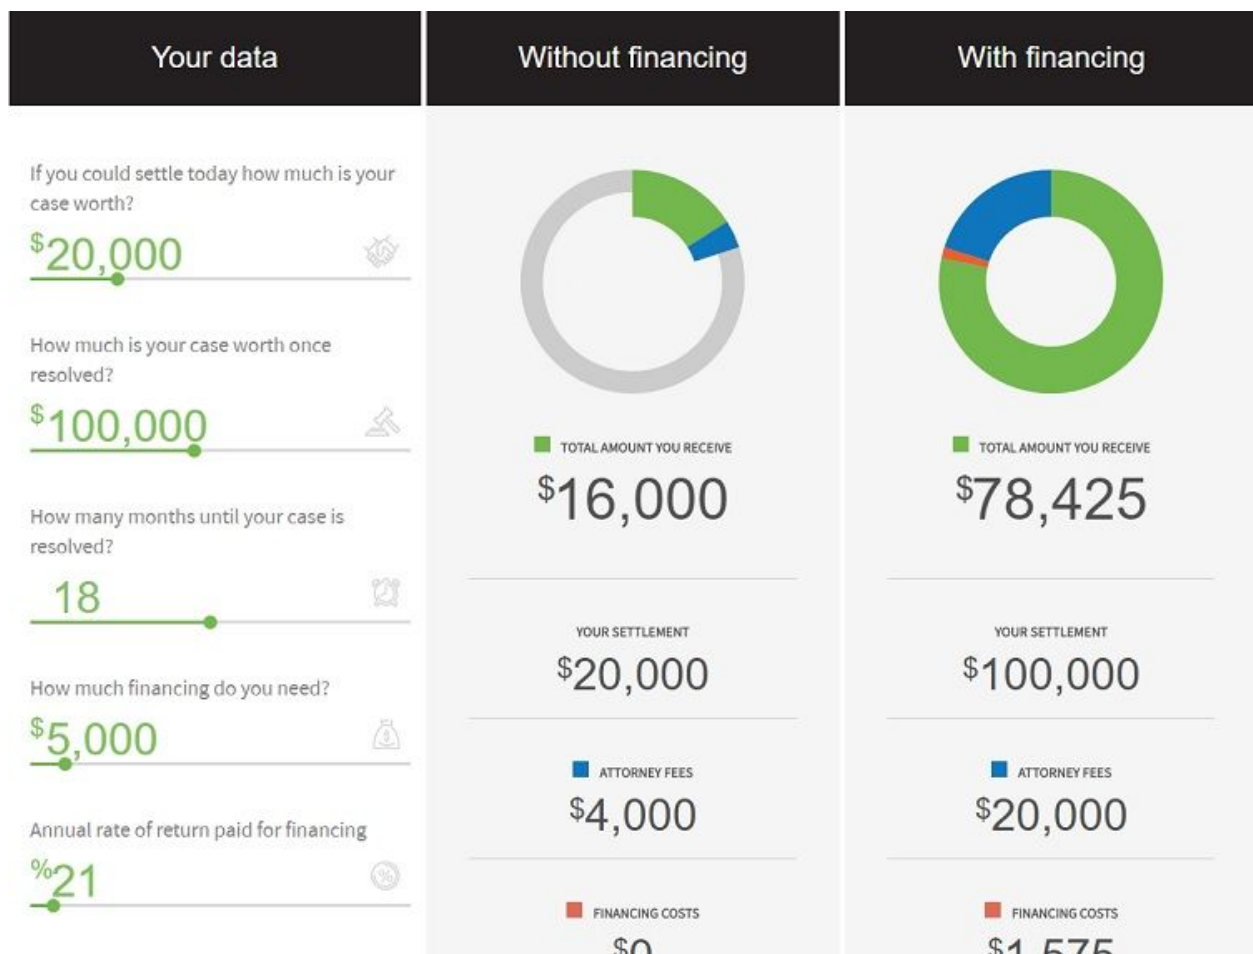 Your data
If you could settle today how much is your
case worth?
$20,000
How much is your case worth once
resolved?
$100,000
How many months until your case is
resolved?
18
How much financing do you need?
$5,000
Annual rate of return paid for financing
%21
Without financing
TOTAL AMOUNT YOU RECEIVE
$16,000
YOUR SETTLEMENT
$20,000
ATTORNEY FEES
$4,000
FINANCING COSTS
$0
With financing
TOTAL AMOUNT YOU RECEIVE
$78,425
YOUR SETTLEMENT
$100,000
ATTORNEY FEES
$20,000
FINANCING COSTS
$1,575